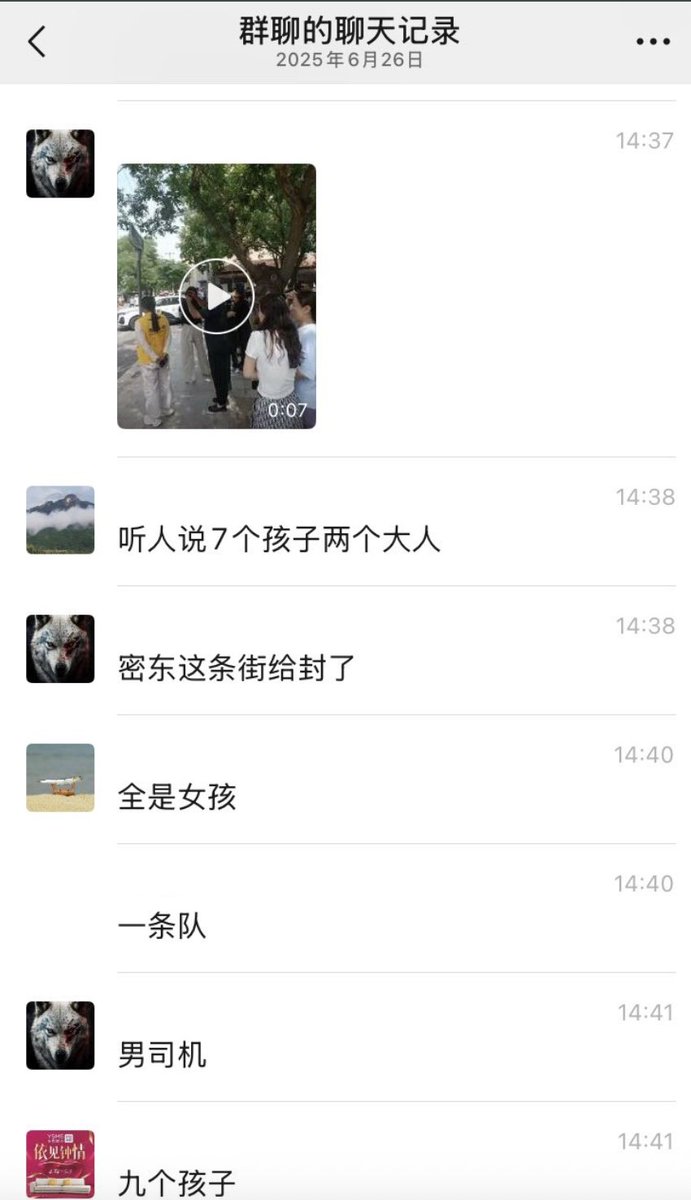 群聊的聊天记录
2025年6月26日
14:37
0:07
14:38
听人说7个孩子两个大人
14:38
密东这条街给封了
14:40
全是女孩
14:40
一条队
14:41
男司机
14:41
依见钟情
九个孩子